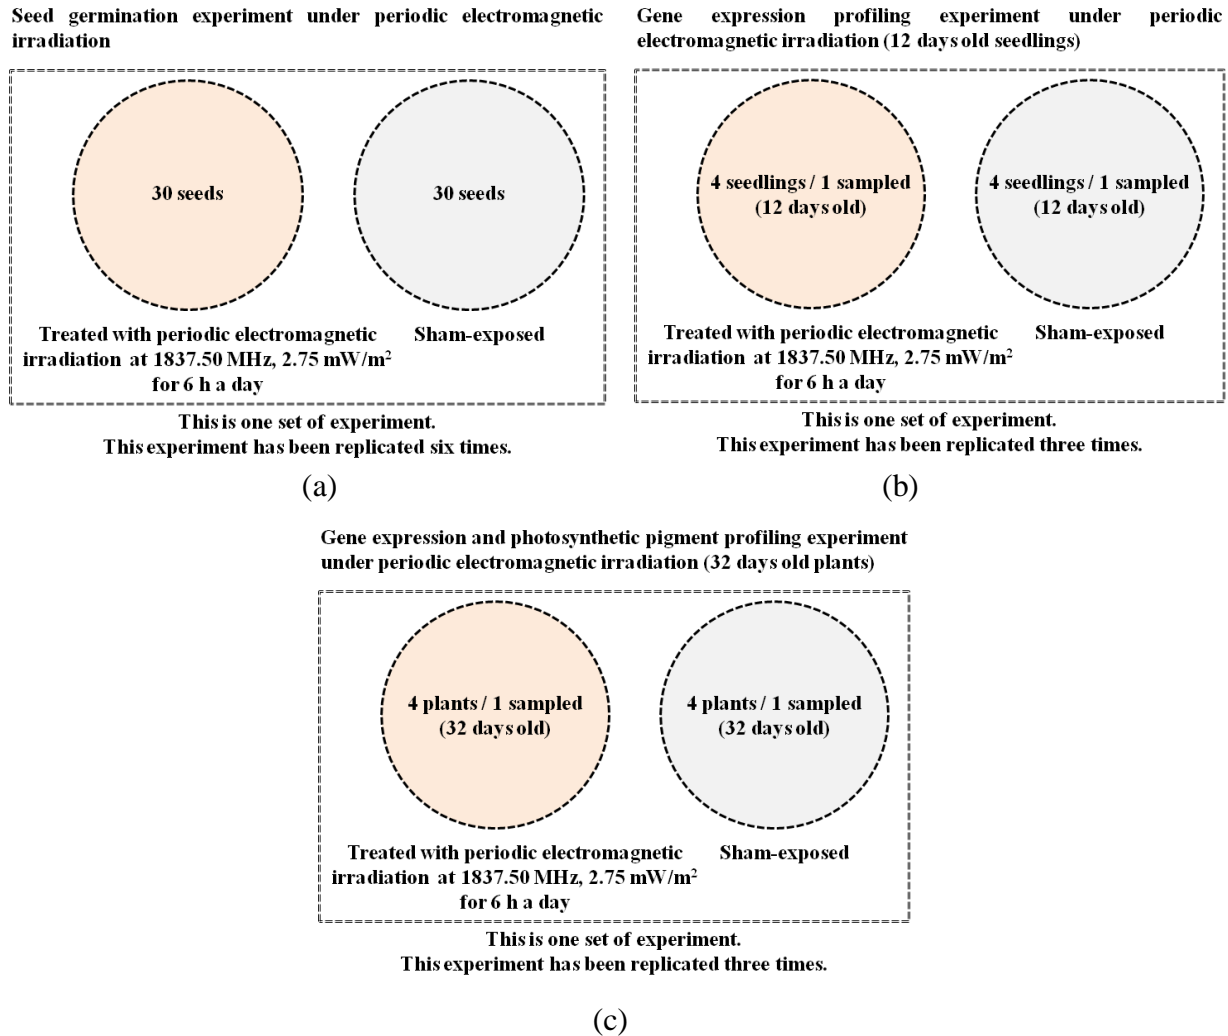 Seed germination experiment under periodic electromagnetic
irradiation
30 seeds
30 seeds
Treated with periodic electromagnetic
irradiation at 1837.50 MHz, 2.75 mW/m²
for 6 h a day
Sham-exposed
This is one set of experiment.
This experiment has been replicated six times.
(a)
Gene expression profiling experiment under periodic
electromagnetic irradiation (12 days old seedlings)
4 seedlings / 1 sampled
(12 days old)
4 seedlings / 1 sampled
(12 days old)
Treated with periodic electromagnetic
irradiation at 1837.50 MHz, 2.75 mW/m²
for 6 h a day
Sham-exposed
This is one set of experiment.
This experiment has been replicated three times.
(b)
Gene expression and photosynthetic pigment profiling experiment
under periodic electromagnetic irradiation (32 days old plants)
4 plants / 1 sampled
(32 days old)
4 plants / 1 sampled
(32 days old)
Treated with periodic electromagnetic
irradiation at 1837.50 MHz, 2.75 mW/m²
for 6 h a day
Sham-exposed
This is one set of experiment.
This experiment has been replicated three times.
(c)